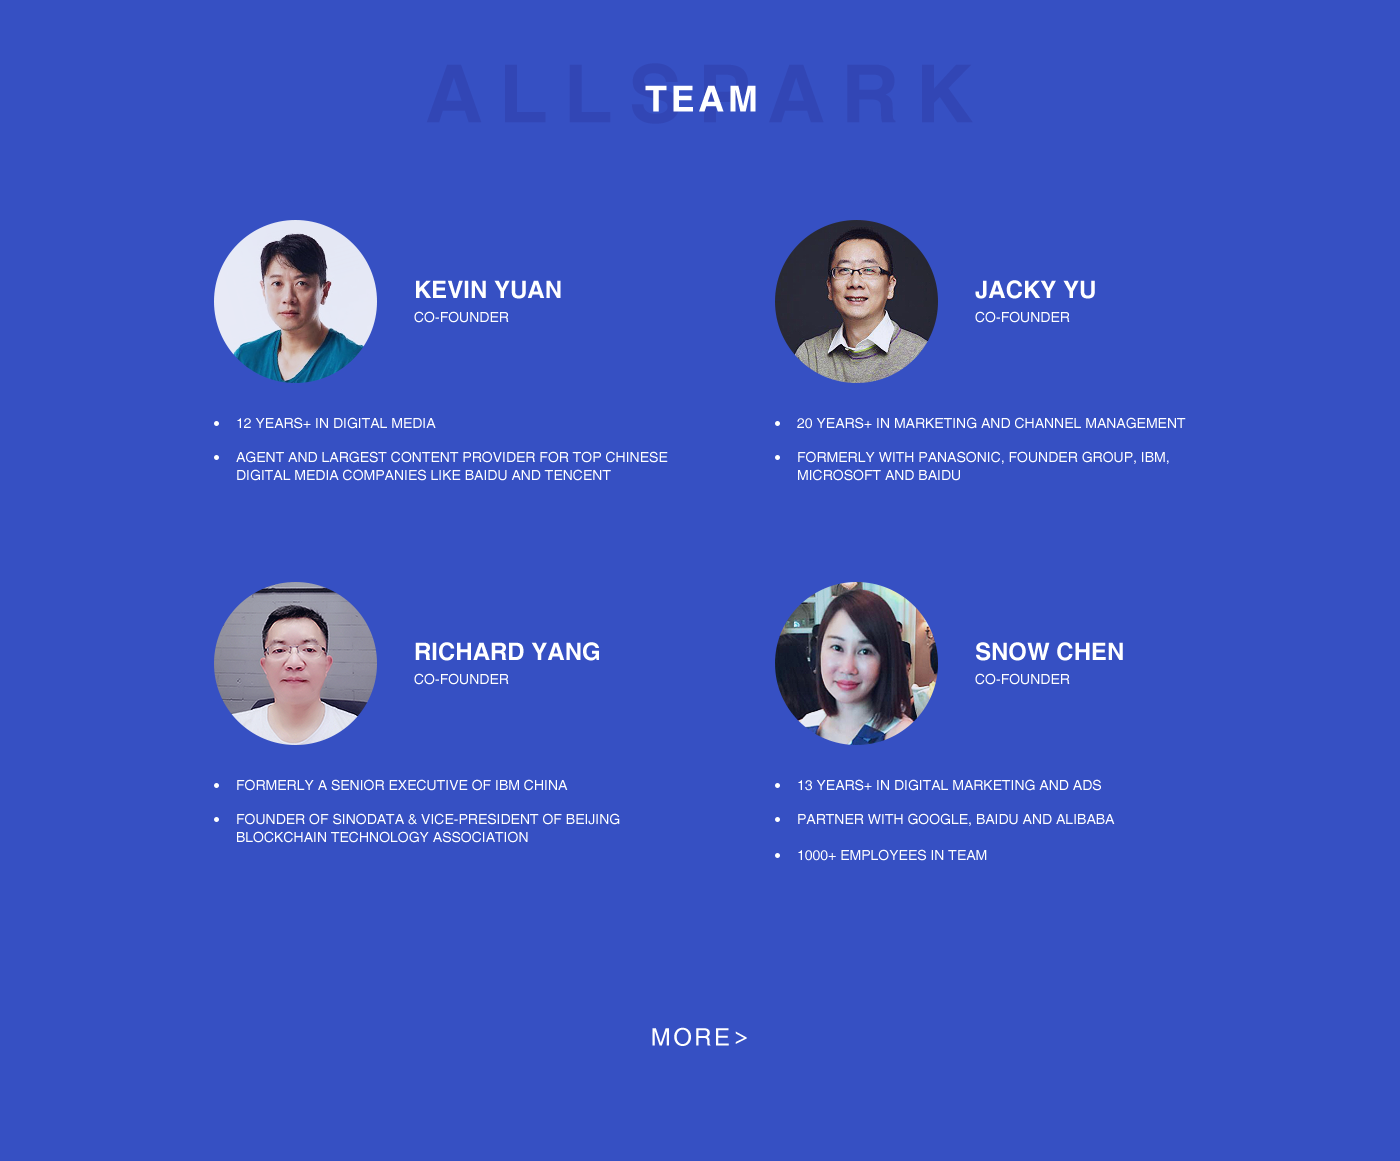 ALLSPARK
TEAM
KEVIN YUAN
CO-FOUNDER
• 12 YEARS+ IN DIGITAL MEDIA
• AGENT AND LARGEST CONTENT PROVIDER FOR TOP CHINESE
DIGITAL MEDIA COMPANIES LIKE BAIDU AND TENCENT
JACKY YU
CO-FOUNDER
• 20 YEARS+ IN MARKETING AND CHANNEL MANAGEMENT
• FORMERLY WITH PANASONIC, FOUNDER GROUP, IBM,
MICROSOFT AND BAIDU
RICHARD YANG
CO-FOUNDER
• FORMERLY A SENIOR EXECUTIVE OF IBM CHINA
• FOUNDER OF SINODATA & VICE-PRESIDENT OF BEIJING
BLOCKCHAIN TECHNOLOGY ASSOCIATION
SNOW CHEN
CO-FOUNDER
• 13 YEARS+ IN DIGITAL MARKETING AND ADS
• PARTNER WITH GOOGLE, BAIDU AND ALIBABA
• 1000+ EMPLOYEES IN TEAM
MORE>